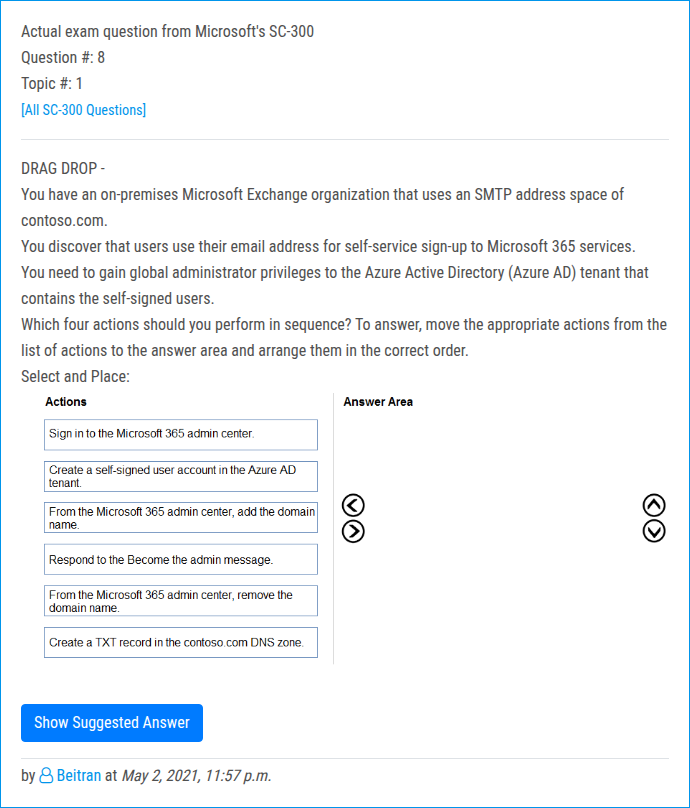 Actual exam question from Microsoft's SC-300
Question #: 8
Topic #: 1
[All SC-300 Questions]
DRAG DROP -
You have an on-premises Microsoft Exchange organization that uses an SMTP address space of
contoso.com.
You discover that users use their email address for self-service sign-up to Microsoft 365 services.
You need to gain global administrator privileges to the Azure Active Directory (Azure AD) tenant that
contains the self-signed users.
Which four actions should you perform in sequence? To answer, move the appropriate actions from the
list of actions to the answer area and arrange them in the correct order.
Select and Place:
Actions
Sign in to the Microsoft 365 admin center.
Create a self-signed user account in the Azure AD
tenant.
From the Microsoft 365 admin center, add the domain
name.
Respond to the Become the admin message.
From the Microsoft 365 admin center, remove the
domain name.
Create a TXT record in the contoso.com DNS zone.
Answer Area
Show Suggested Answer
by Beitran at May 2, 2021, 11:57 p.m.